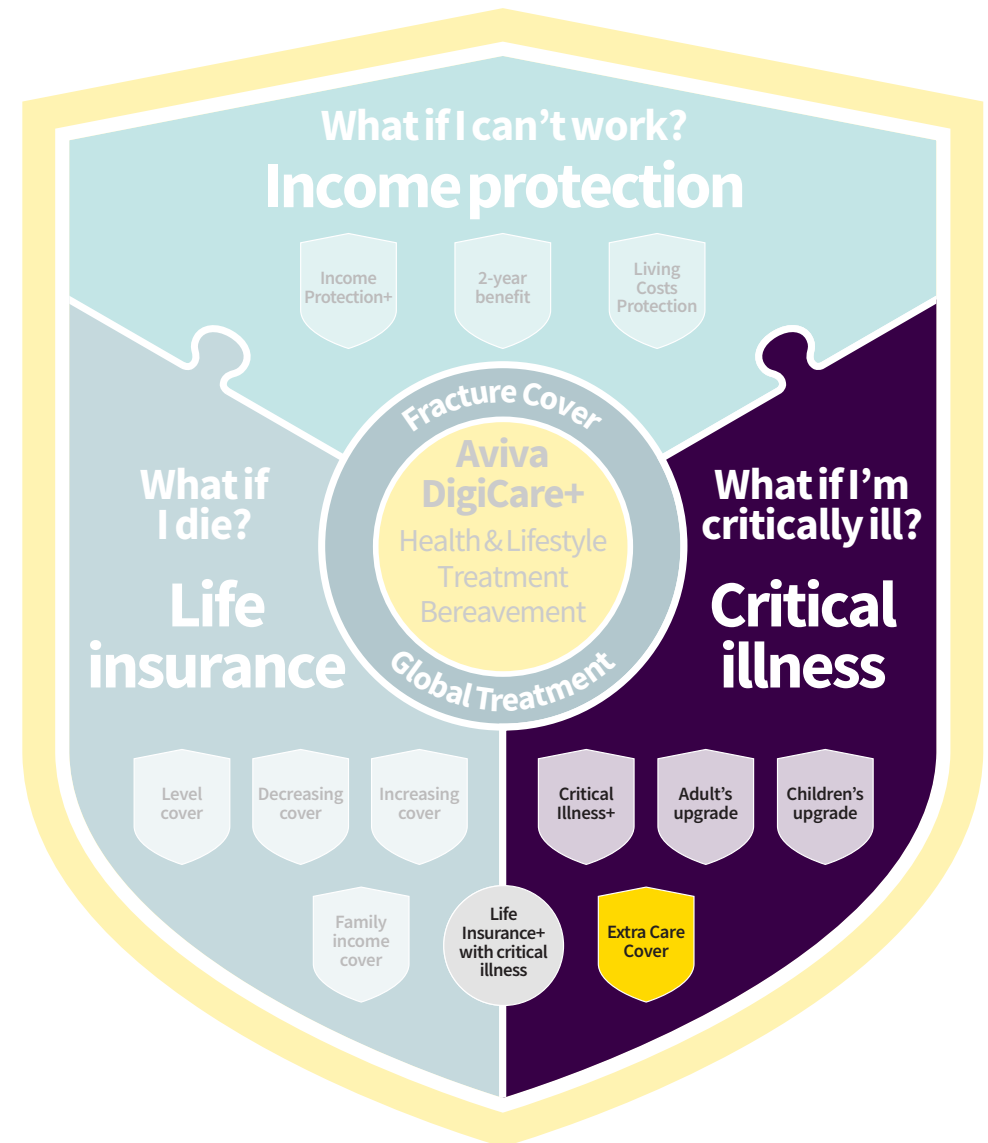 What if I can't work?
Income protection
Income
Protection+
2-year
benefit
Living
Costs
Protection
Fracture Cover
Aviva
DigiCare+
Health & Lifestyle
Treatment
Bereavement
Global Treatment
What if
I die?
Life
insurance
What if I'm
critically ill?
Critical
illness
Level
cover
Decreasing
cover
Increasing
cover
Critical
Illness+
Adult's
upgrade
Children's
upgrade
Family
income
cover
Life
Insurance+
with critical
illness
Extra Care
Cover